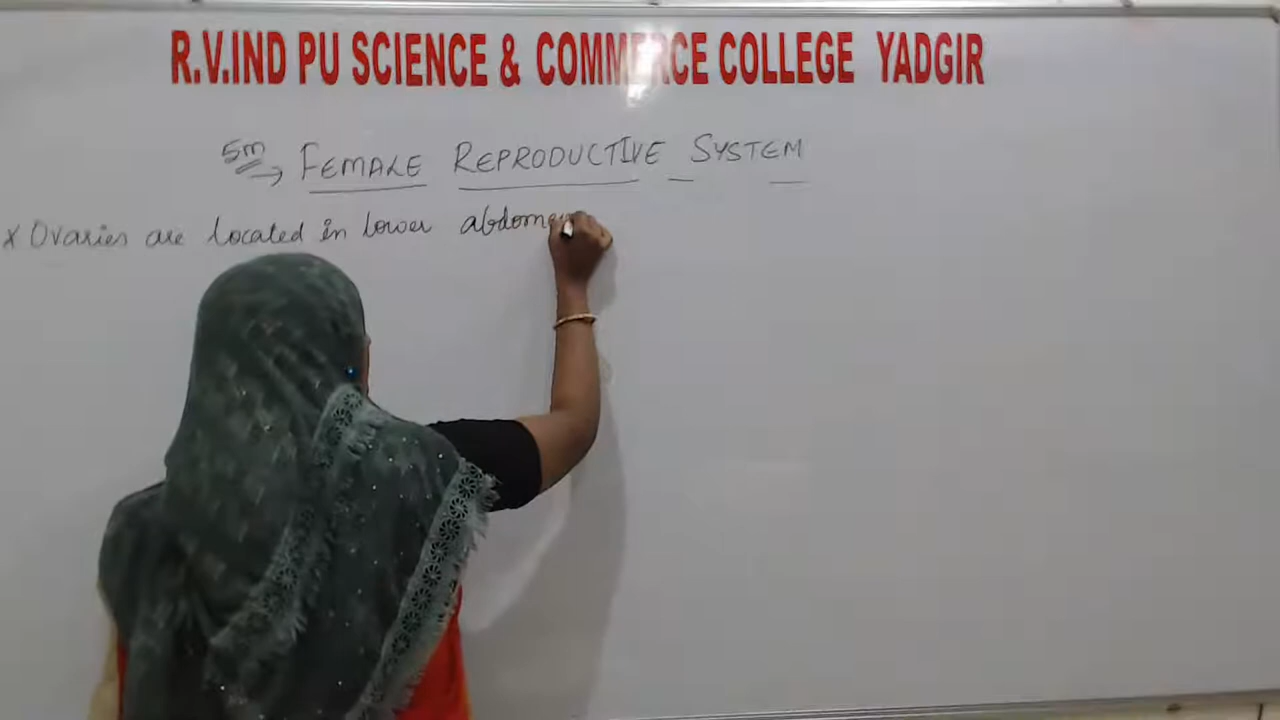 R.V.IND PU SCIENCE & COMMERCE COLLEGE YADGIR
5m → FEMALE REPRODUCTIVE SYSTEM
x Ovaries are located in lower abdomen